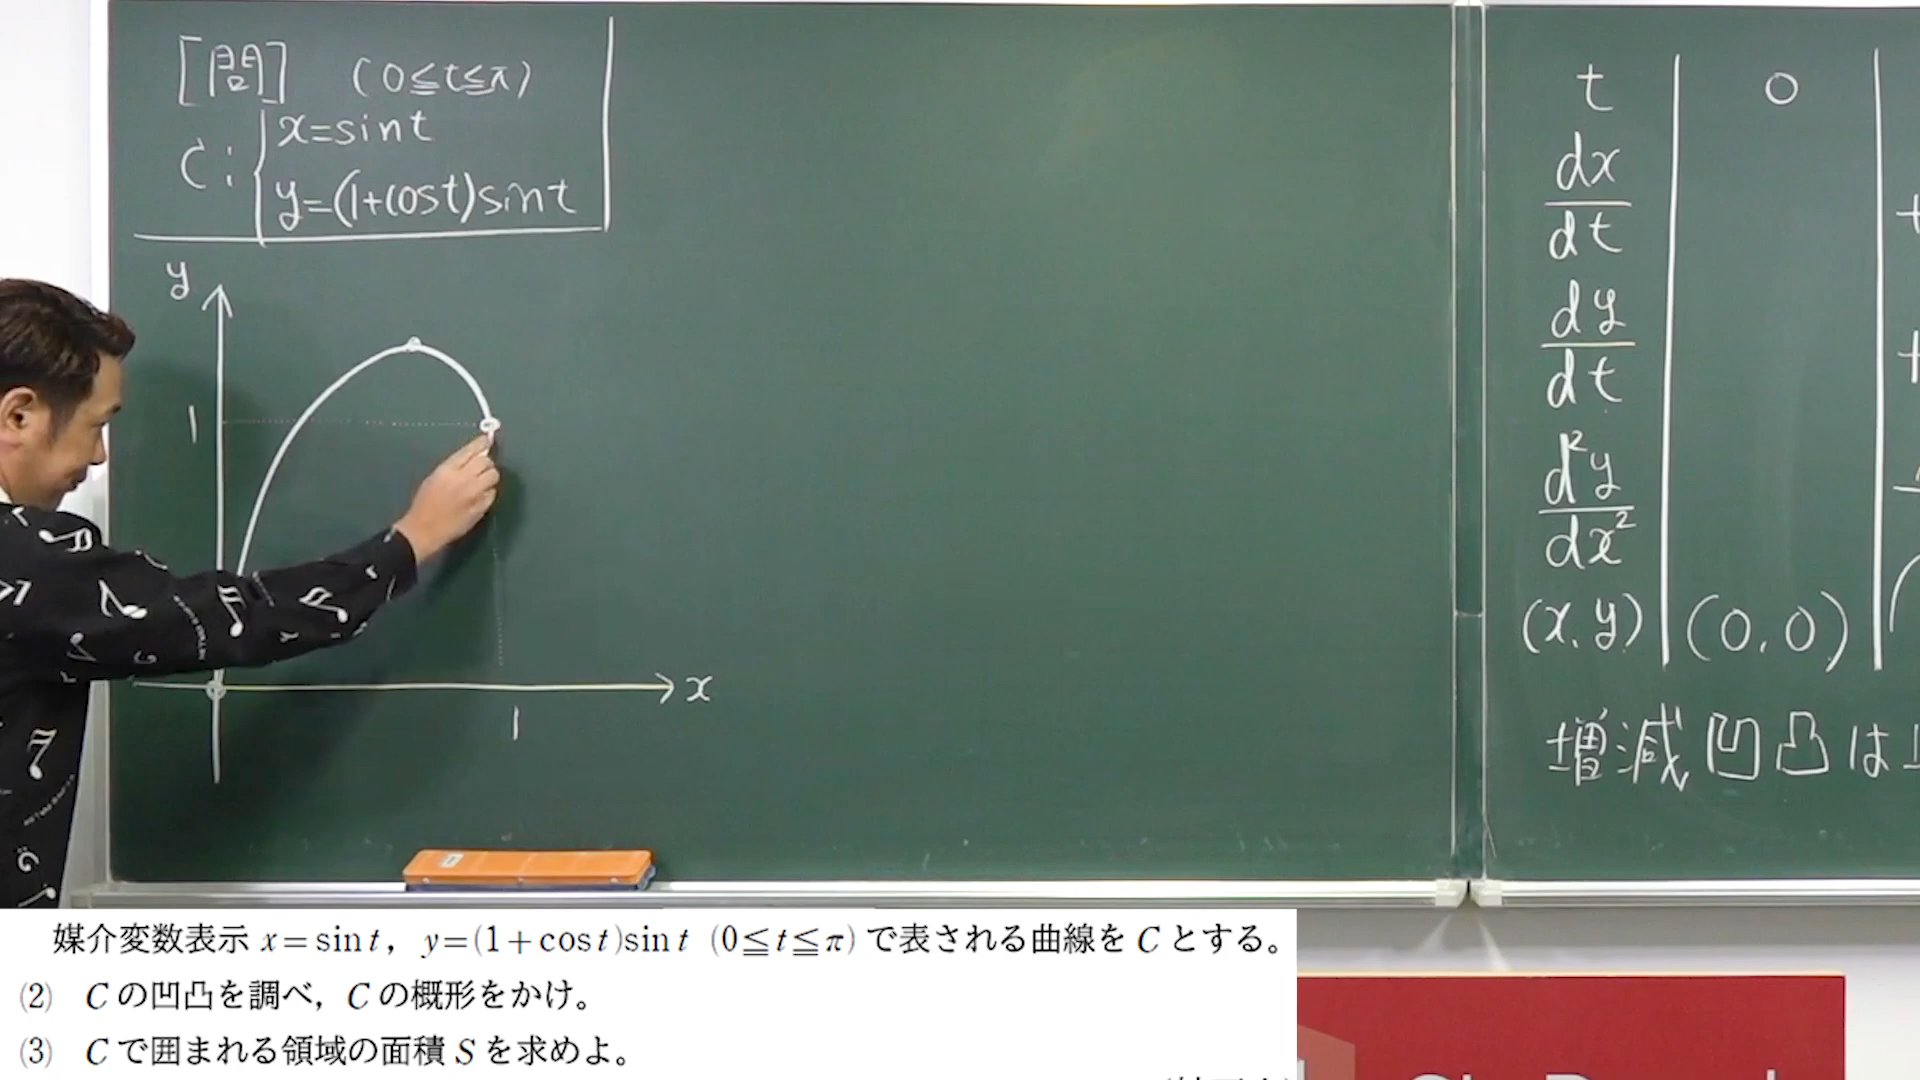 [問] (0≦t≦π)
C:{x=sint
y=(1+cost)sint
y
1
x
1
t 0
dx/dt +
dy/dt +
d²y/dx²
(x, y) (0, 0)
増減凹凸は
媒介変数表示 x=sin t, y=(1+cos t)sin t (0≦t≦π) で表される曲線を C とする。
(2) C の凹凸を調べ，C の概形をかけ。
(3) C で囲まれる領域の面積 S を求めよ。